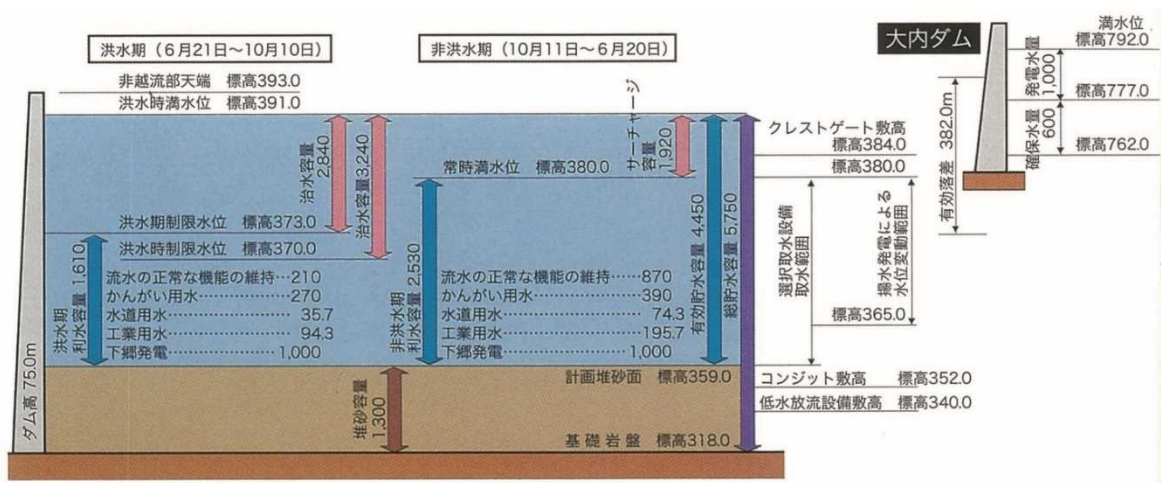 洪水期（6月21日～10月10日）
非越流部天端　標高393.0
洪水時満水位　標高391.0
治水容量 2,840
治水容量3,240
洪水期制限水位　標高373.0
洪水時制限水位　標高370.0
洪水期
利水容量 1,610
流水の正常な機能の維持…210
かんがい用水………………270
水道用水……………………35.7
工業用水……………………94.3
下郷発電……………………1,000
ダム高 75.0m
非洪水期（10月11日～6月20日）
サーチャージ
容量
1,920
常時満水位　標高380.0
非洪水期
利水容量 2,530
流水の正常な機能の維持……870
かんがい用水…………………390
水道用水………………………74.3
工業用水………………………195.7
下郷発電………………………1,000
有効貯水容量 4,450
総貯水容量 5,750
計画堆砂面　標高359.0
堆砂容量
1,300
基礎岩盤　標高318.0
クレストゲート敷高
標高384.0
標高380.0
選択取水設備
取水範囲
揚水発電による
水位変動範囲
標高365.0
コンジット敷高　標高352.0
低水放流設備敷高　標高340.0
大内ダム
満水位
標高792.0
発電水量
1,000
標高777.0
確保水量
600
標高762.0
有効落差 382.0m